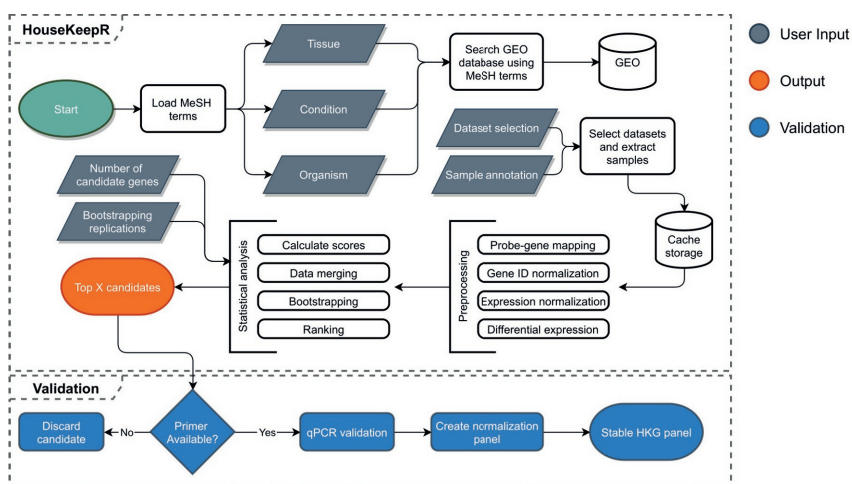 HouseKeepR
Start
Load MeSH
terms
Tissue
Condition
Organism
Search GEO
database using
MeSH terms
GEO
User Input
Output
Validation
Dataset selection
Sample annotation
Select datasets
and extract
samples
Cache
storage
Number of
candidate genes
Bootstrapping
replications
Preprocessing
Probe-gene mapping
Gene ID normalization
Expression normalization
Differential expression
Statistical analysis
Calculate scores
Data merging
Bootstrapping
Ranking
Top X candidates
Validation
Discard
candidate
No
Primer
Available?
Yes
qPCR validation
Create normalization
panel
Stable HKG panel